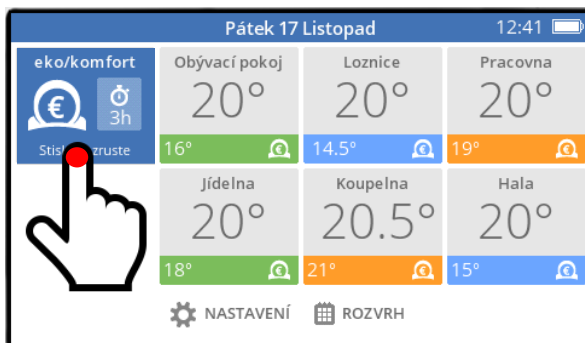 Pátek 17 Listopad 12:41
eko/komfort
€
3h
zruste
Obývací pokoj
20°
16° €
Loznice
20°
14.5° €
Pracovna
20°
19° €
Jídelna
20°
18° €
Koupelna
20.5°
21° €
Hala
20°
15° €
NASTAVENÍ ROZVRH